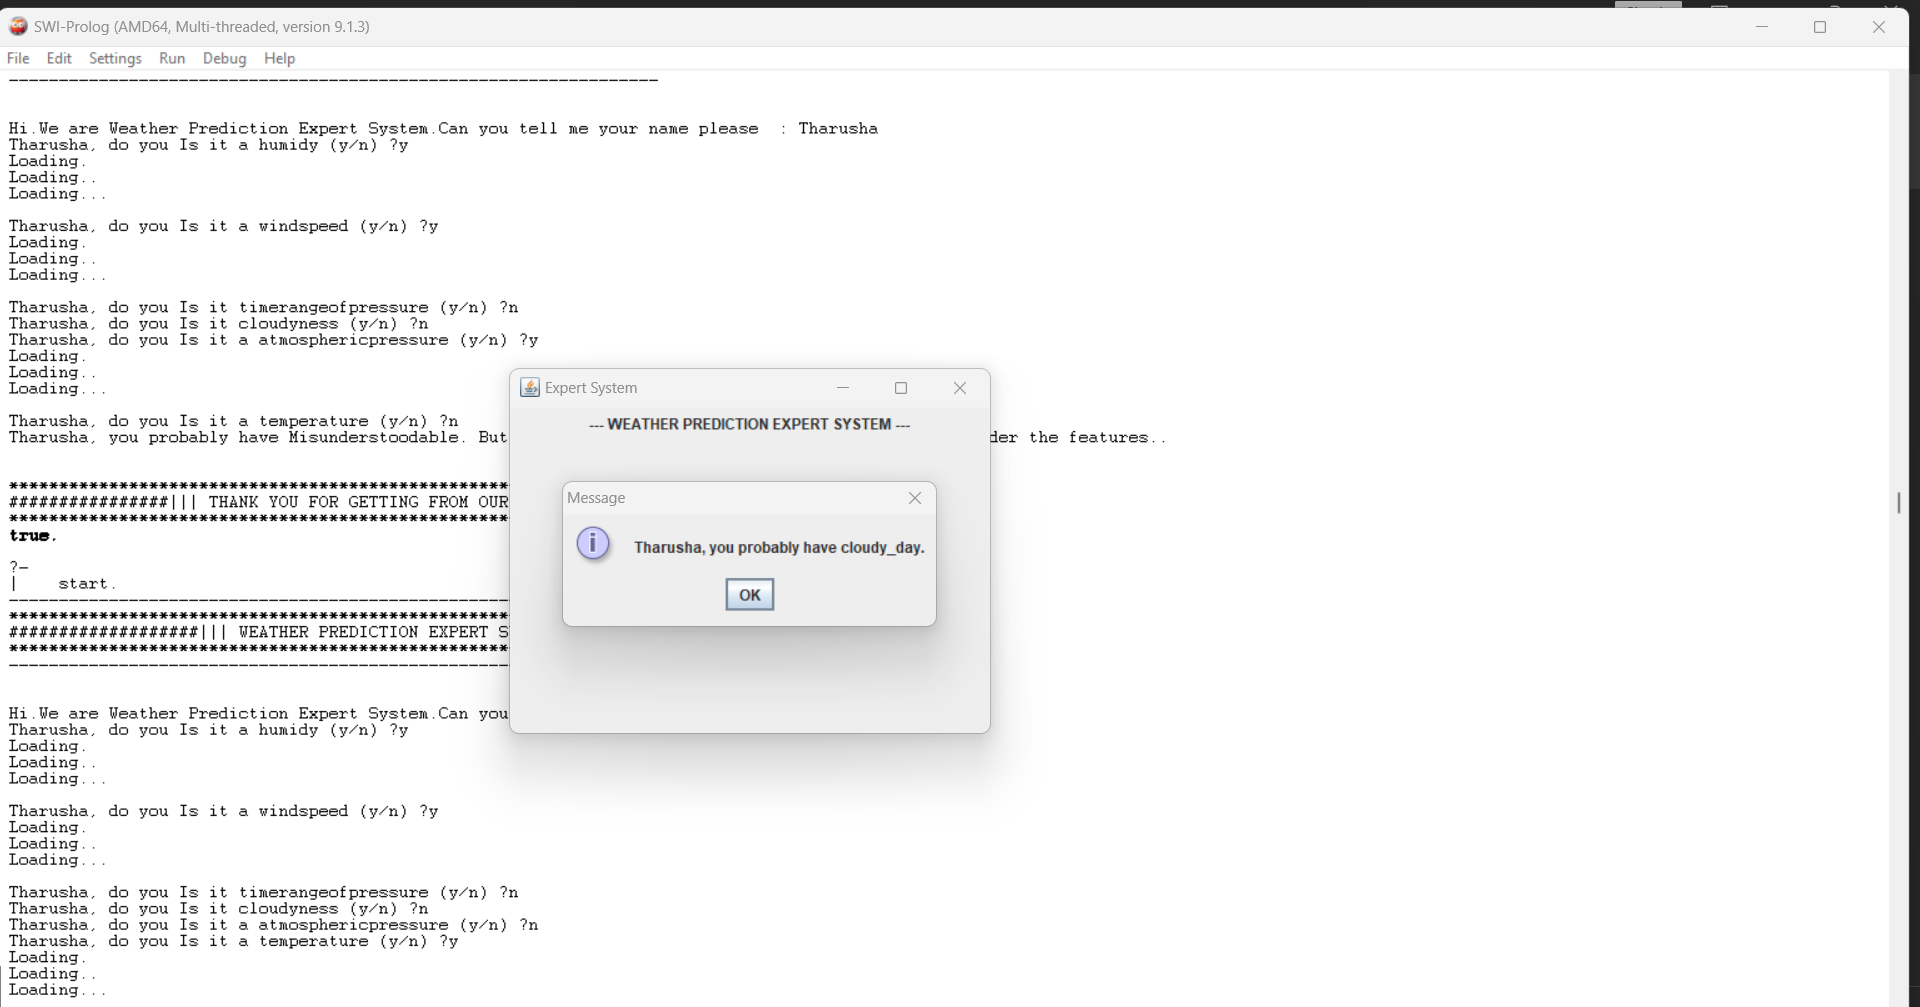 SWI-Prolog (AMD64, Multi-threaded, version 9.1.3)
File Edit Settings Run Debug Help
-----------------------------------------------------------------
Hi.We are Weather Prediction Expert System.Can you tell me your name please  : Tharusha
Tharusha, do you Is it a humidy (y/n) ?y
Loading.
Loading..
Loading...
Tharusha, do you Is it a windspeed (y/n) ?y
Loading.
Loading..
Loading...
Tharusha, do you Is it timerangeofpressure (y/n) ?n
Tharusha, do you Is it cloudyness (y/n) ?n
Tharusha, do you Is it a atmosphericpressure (y/n) ?y
Loading.
Loading..
Loading...
Tharusha, do you Is it a temperature (y/n) ?n
Tharusha, you probably have Misunderstoodable. But der the features..
**************************************************
################||| THANK YOU FOR GETTING FROM OUR
**************************************************
true.
?-
|    start.
--------------------------------------------------
**************************************************
###################||| WEATHER PREDICTION EXPERT S
**************************************************
--------------------------------------------------
Hi.We are Weather Prediction Expert System.Can you
Tharusha, do you Is it a humidy (y/n) ?y
Loading.
Loading..
Loading...
Tharusha, do you Is it a windspeed (y/n) ?y
Loading.
Loading..
Loading...
Tharusha, do you Is it timerangeofpressure (y/n) ?n
Tharusha, do you Is it cloudyness (y/n) ?n
Tharusha, do you Is it a atmosphericpressure (y/n) ?n
Tharusha, do you Is it a temperature (y/n) ?y
Loading.
Loading..
Loading...
Expert System
--- WEATHER PREDICTION EXPERT SYSTEM ---
Message
Tharusha, you probably have cloudy_day.
OK